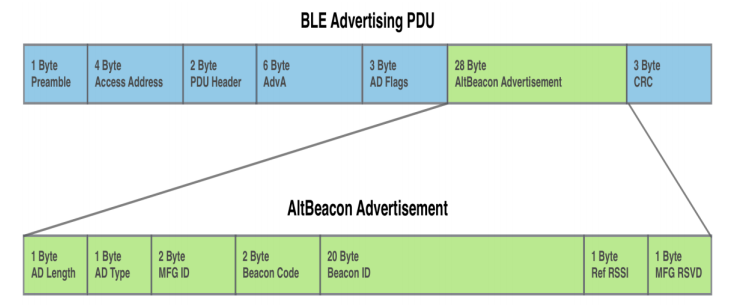 BLE Advertising PDU
1 Byte
Preamble
4 Byte
Access Address
2 Byte
PDU Header
6 Byte
AdvA
3 Byte
AD Flags
28 Byte
AltBeacon Advertisement
3 Byte
CRC
AltBeacon Advertisement
1 Byte
AD Length
1 Byte
AD Type
2 Byte
MFG ID
2 Byte
Beacon Code
20 Byte
Beacon ID
1 Byte
Ref RSSI
1 Byte
MFG RSVD